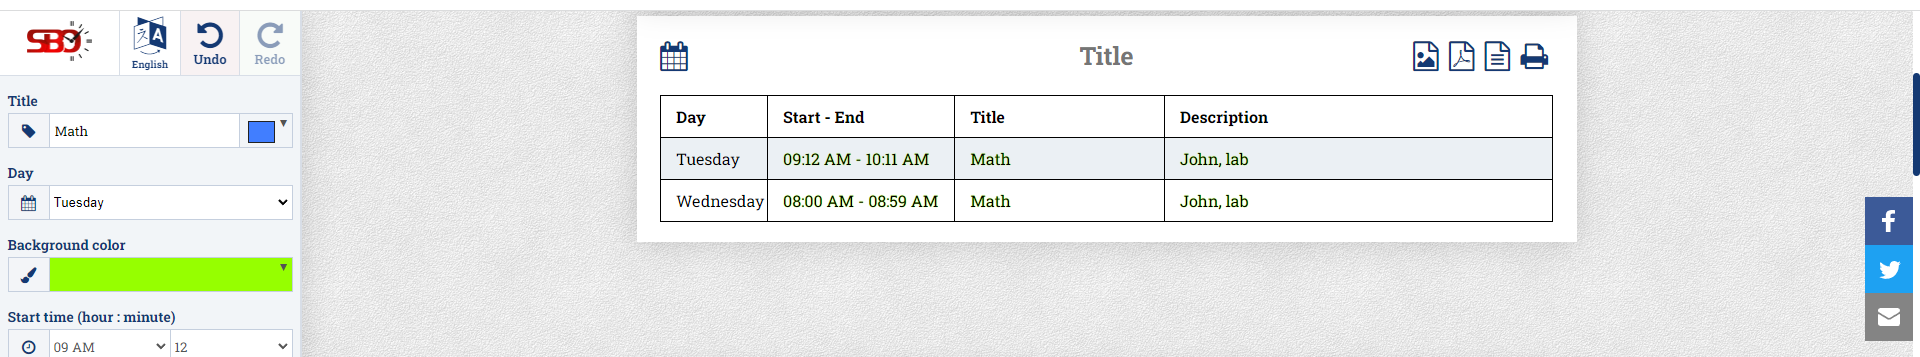 SBO
English
Undo
Redo
Title
Math
Day
Tuesday
Background color
Start time (hour : minute)
09 AM 12
Title
Day Start - End Title Description
Tuesday 09:12 AM - 10:11 AM Math John, lab
Wednesday 08:00 AM - 08:59 AM Math John, lab